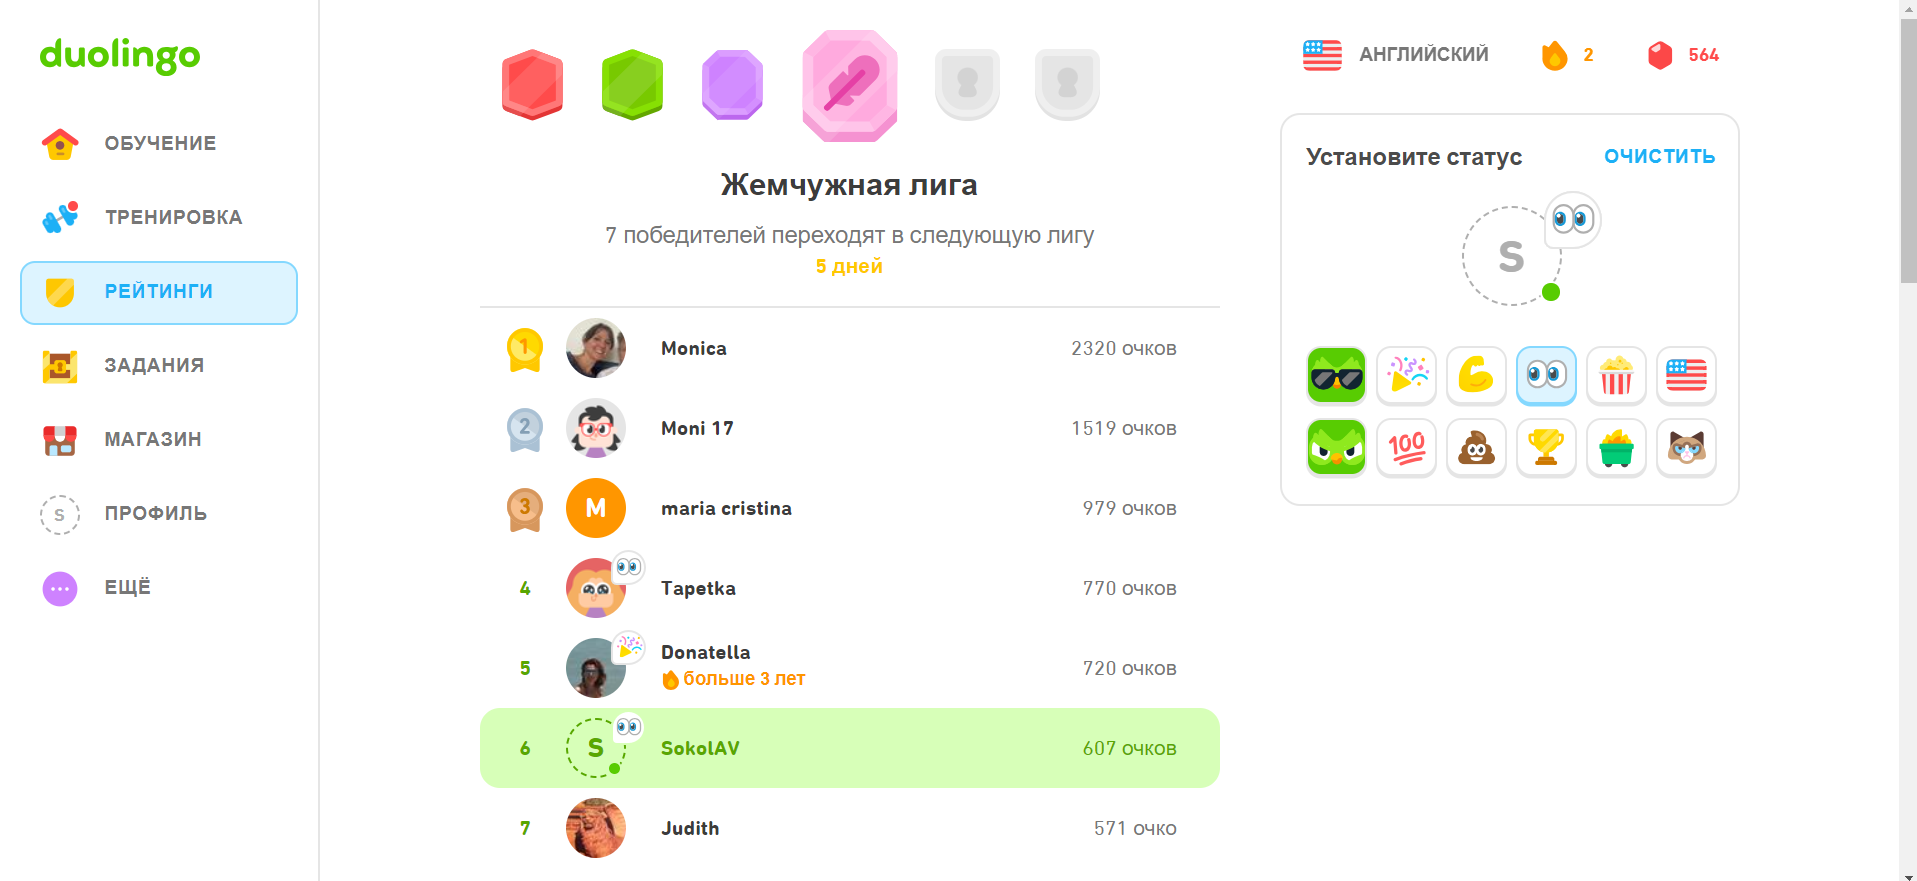 duolingo
ОБУЧЕНИЕ
ТРЕНИРОВКА
РЕЙТИНГИ
ЗАДАНИЯ
МАГАЗИН
S
ПРОФИЛЬ
ЕЩЁ
Жемчужная лига
7 победителей переходят в следующую лигу
5 дней
1 Monica 2320 очков
2 Moni 17 1519 очков
3 M maria cristina 979 очков
4 Tapetka 770 очков
5 Donatella 720 очков
больше 3 лет
6 S SokolAV 607 очков
7 Judith 571 очко
АНГЛИЙСКИЙ 2 564
Установите статус ОЧИСТИТЬ
S
100